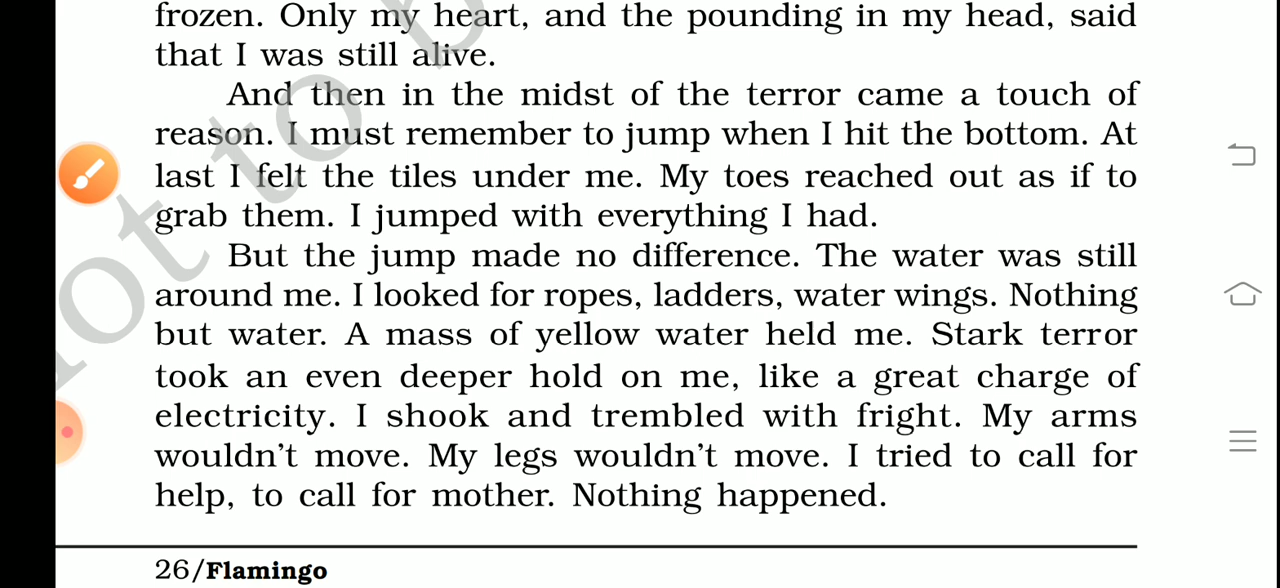 frozen. Only my heart, and the pounding in my head, said
that I was still alive.
And then in the midst of the terror came a touch of
reason. I must remember to jump when I hit the bottom. At
last I felt the tiles under me. My toes reached out as if to
grab them. I jumped with everything I had.
But the jump made no difference. The water was still
around me. I looked for ropes, ladders, water wings. Nothing
but water. A mass of yellow water held me. Stark terror
took an even deeper hold on me, like a great charge of
electricity. I shook and trembled with fright. My arms
wouldn't move. My legs wouldn't move. I tried to call for
help, to call for mother. Nothing happened.
26/Flamingo
not to b